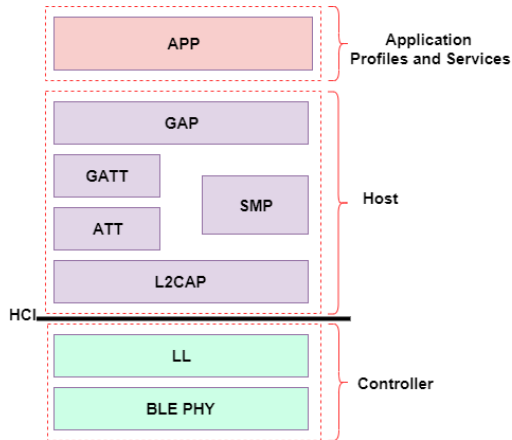 APP
Application
Profiles and Services
GAP
GATT
SMP
ATT
Host
L2CAP
HCI
LL
Controller
BLE PHY